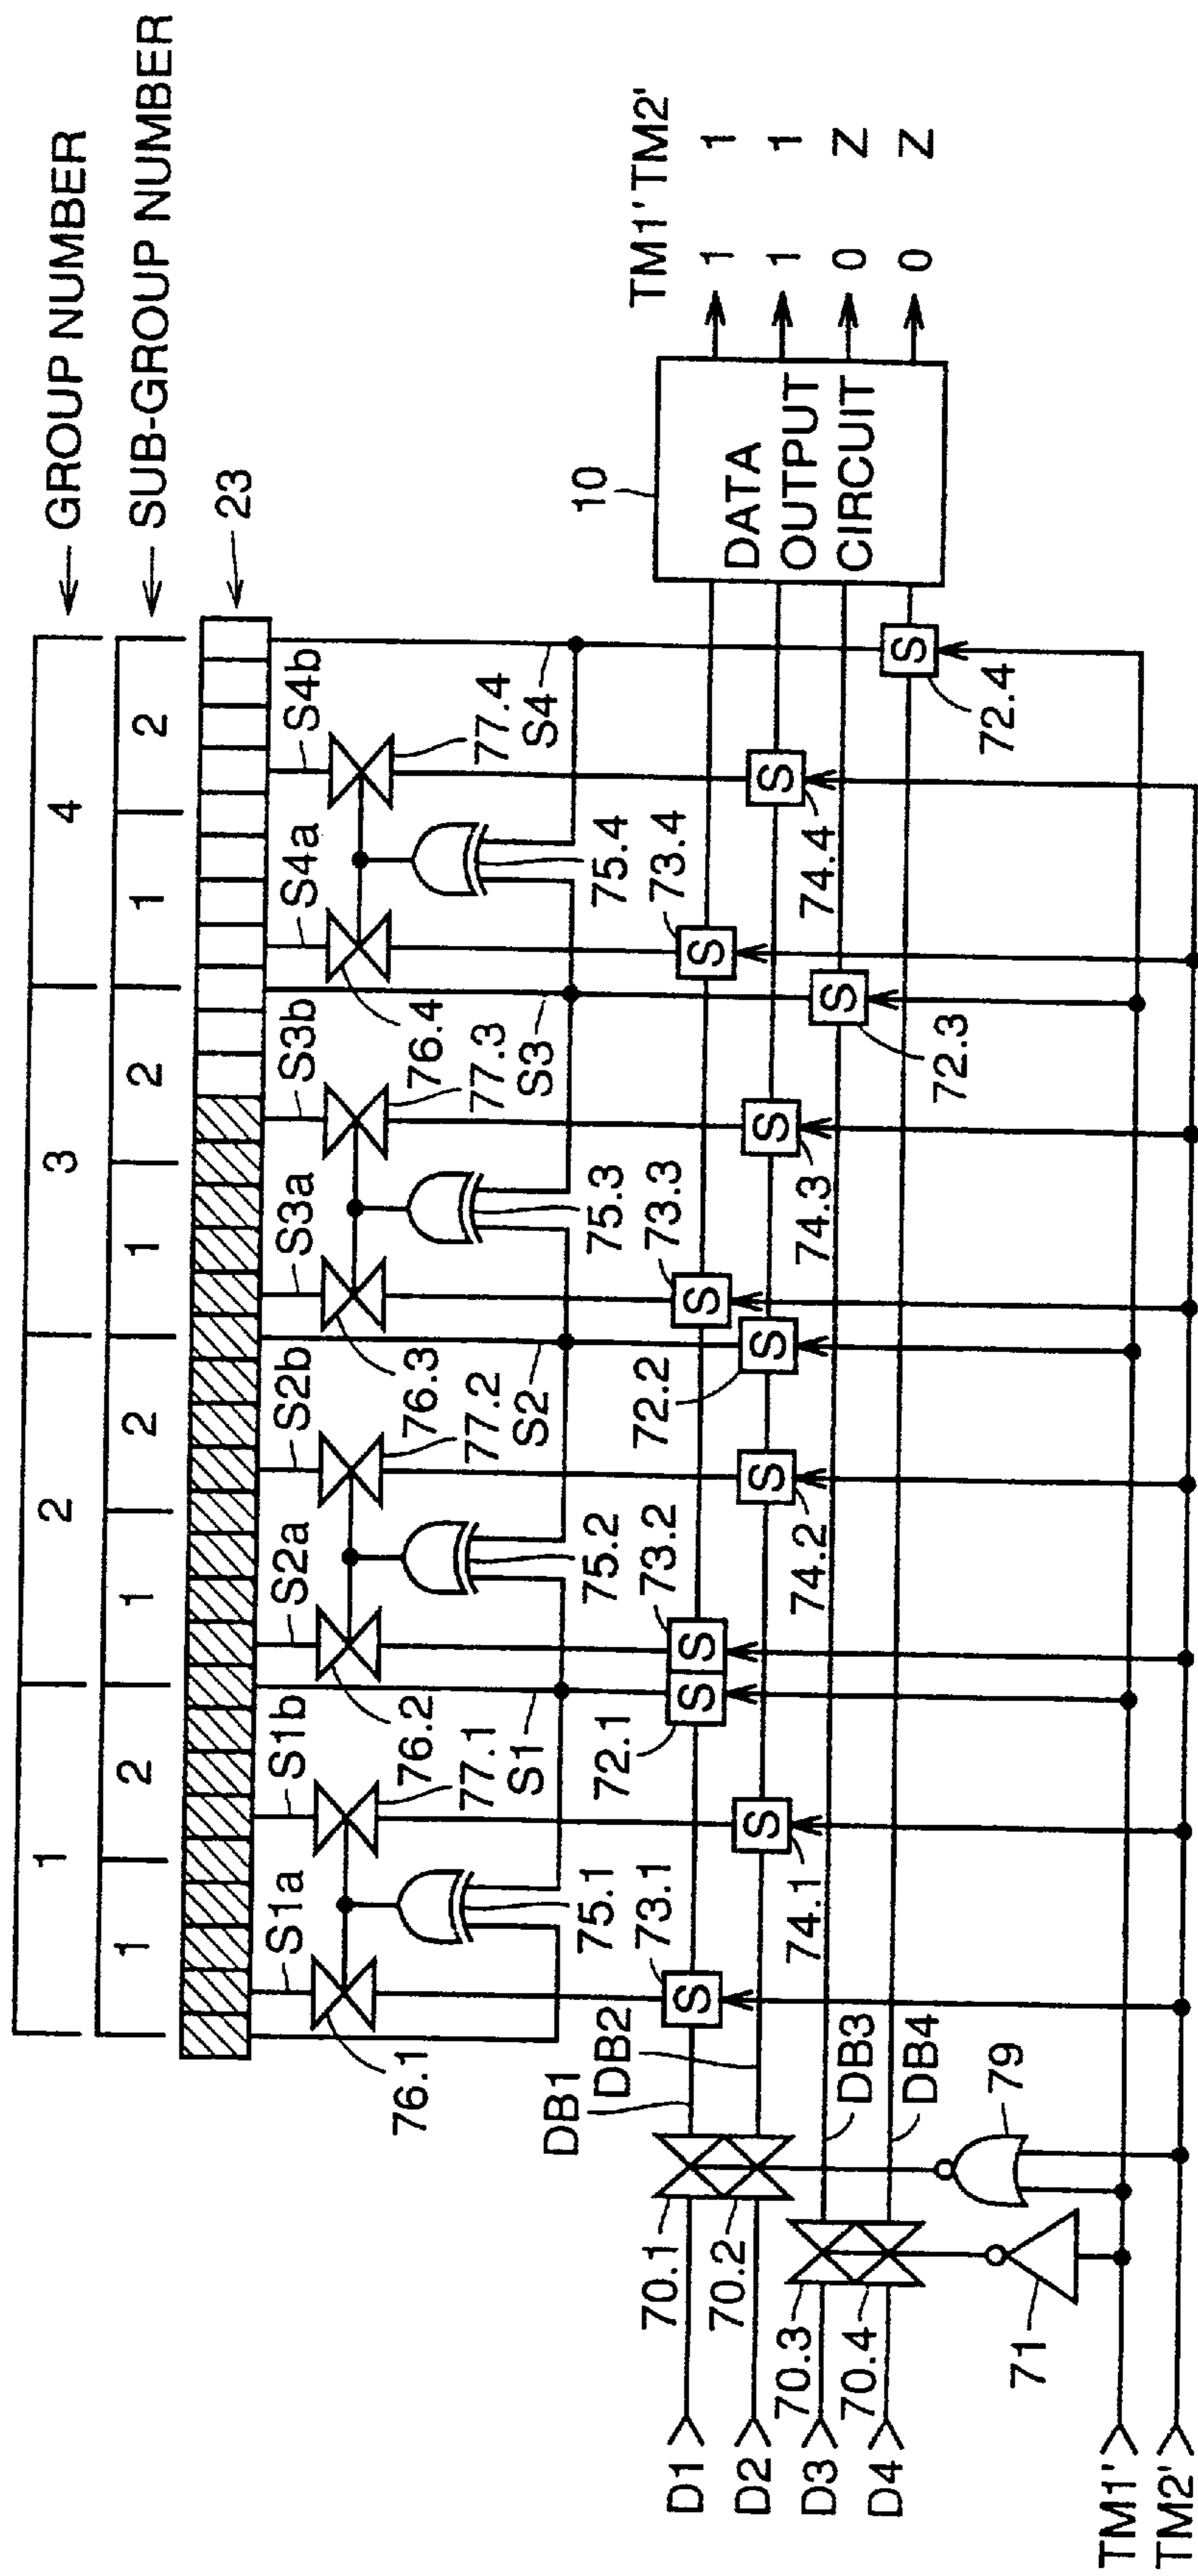 GROUP NUMBER
SUB-GROUP NUMBER
1 2 3 4
1 2 1 2 1 2 1 2
23
S1a S1b S2a S2b S3a S3b S4a S4b
76.1 77.1 76.2 77.2 76.3 77.3 76.4 77.4
S1 S2 S3 S4
75.1 75.2 75.3 75.4
73.1 72.1 73.2 72.2 73.3 73.4
S S S S S
S S S S S
S
S
74.1 74.2 74.3 74.4
72.3 72.4
DB1
DB2
DB3
DB4
70.1
70.2
70.3
70.4
71
79
D1
D2
D3
D4
TM1'
TM2'
10
DATA
OUTPUT
CIRCUIT
TM1' TM2'
1 1
1 1
0 Z
0 Z